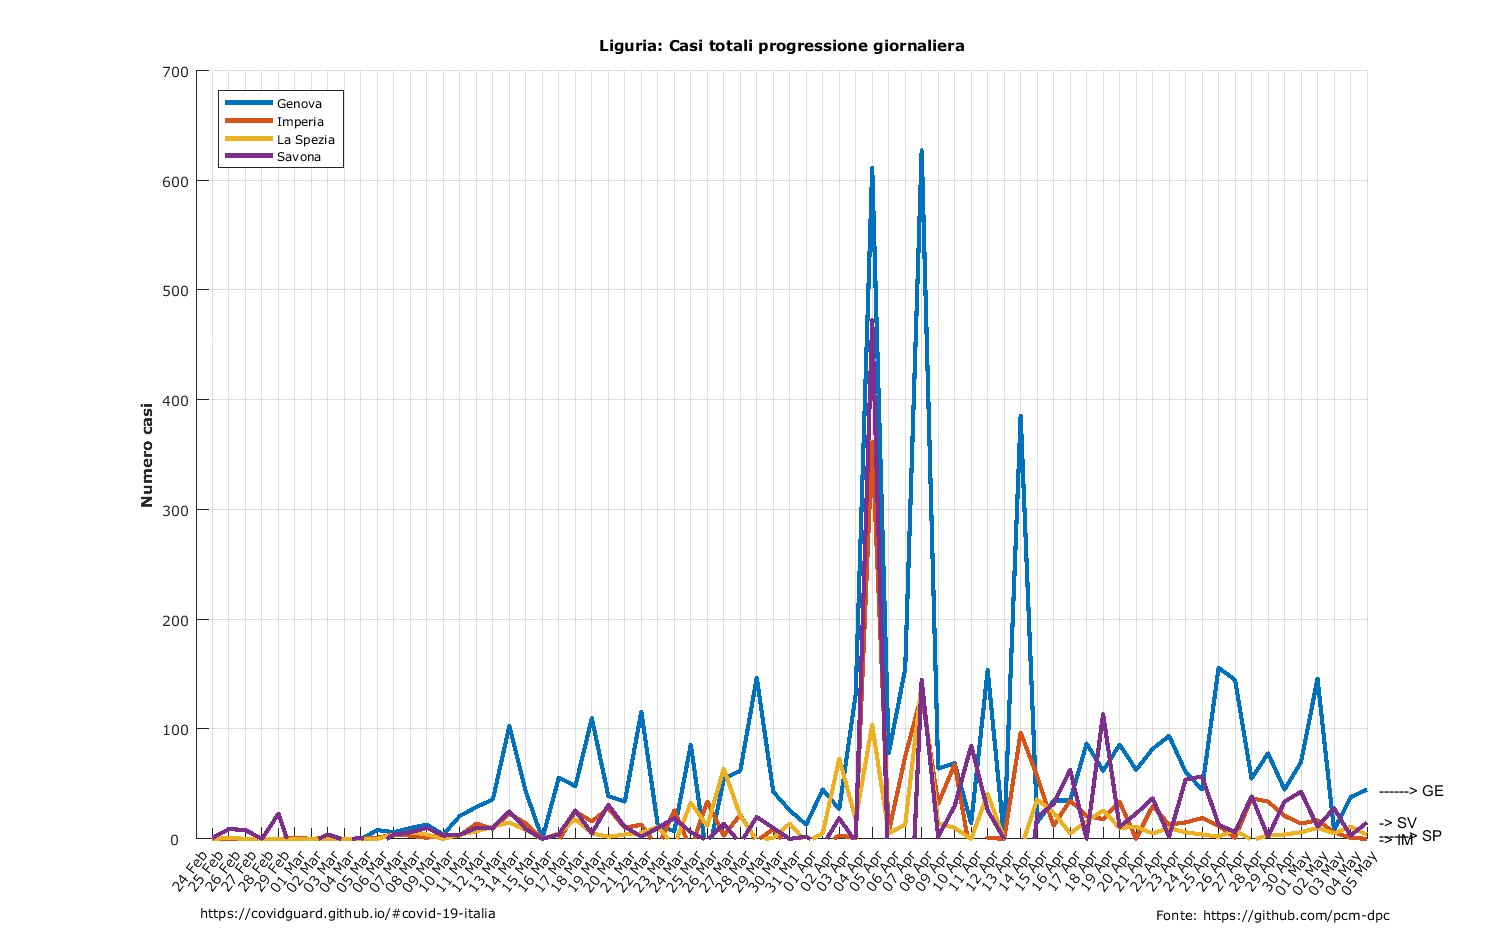 Liguria: Casi totali progressione giornaliera
700
600
500
400
300
200
100
0
Numero casi
Genova
Imperia
La Spezia
Savona
------> GE
-> SV
------> SP
-> IM
24 Feb
25 Feb
26 Feb
27 Feb
28 Feb
29 Feb
01 Mar
02 Mar
03 Mar
04 Mar
05 Mar
06 Mar
07 Mar
08 Mar
09 Mar
10 Mar
11 Mar
12 Mar
13 Mar
14 Mar
15 Mar
16 Mar
17 Mar
18 Mar
19 Mar
20 Mar
21 Mar
22 Mar
23 Mar
24 Mar
25 Mar
26 Mar
27 Mar
28 Mar
29 Mar
30 Mar
31 Mar
01 Apr
02 Apr
03 Apr
04 Apr
05 Apr
06 Apr
07 Apr
08 Apr
09 Apr
10 Apr
11 Apr
12 Apr
13 Apr
14 Apr
15 Apr
16 Apr
17 Apr
18 Apr
19 Apr
20 Apr
21 Apr
22 Apr
23 Apr
24 Apr
25 Apr
26 Apr
27 Apr
28 Apr
29 Apr
30 Apr
01 May
02 May
03 May
04 May
05 May
https://covidguard.github.io/#covid-19-italia
Fonte: https://github.com/pcm-dpc